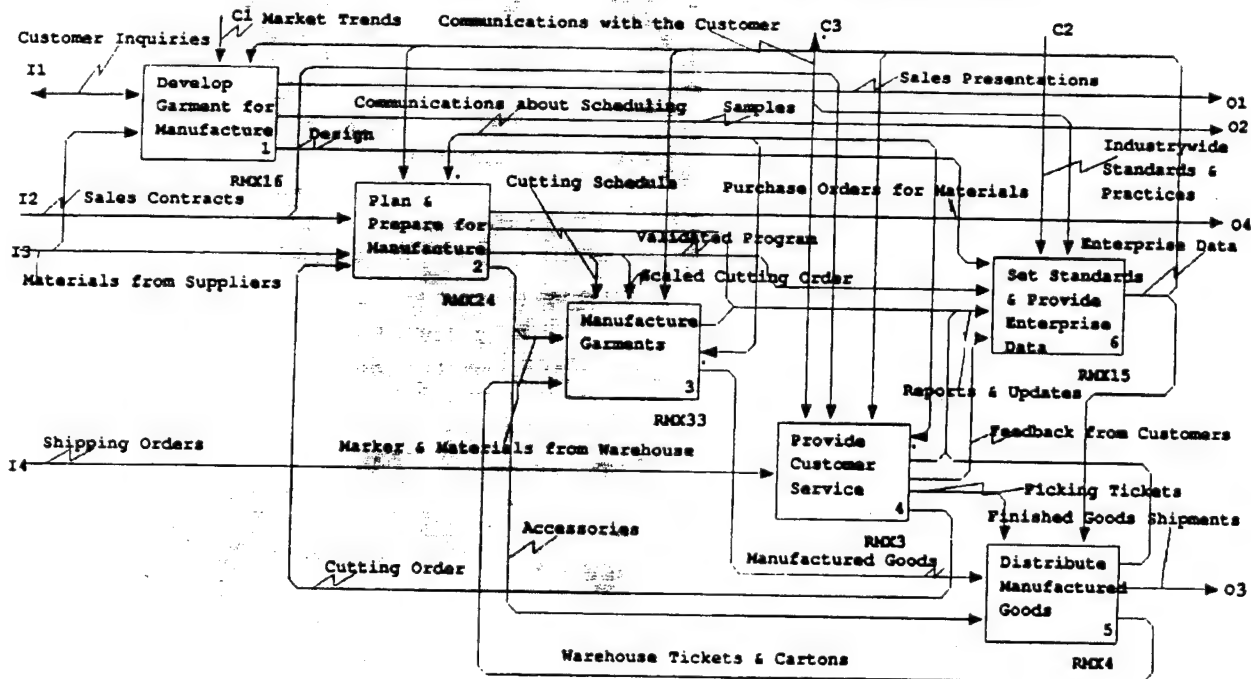 C1 Market Trends
Communications with the Customer
C3
C2
Customer Inquiries
I1
Develop
Garment for
Manufacture
1
RMX16
Sales Presentations
O1
Communications about Scheduling
Samples
O2
Design
Industrywide
Standards &
Practices
I2
Sales Contracts
Cutting Schedule
Purchase Orders for Materials
O4
Plan &
Prepare for
Manufacture
2
RMX24
Validated Program
Enterprise Data
I3
Materials from Suppliers
Scaled Cutting Order
Set Standards
& Provide
Enterprise
Data
6
RMX15
Manufacture
Garments
3
RMX33
Reports & Updates
Shipping Orders
I4
Marker & Materials from Warehouse
Provide
Customer
Service
4
RMX3
Feedback from Customers
Picking Tickets
Finished Goods Shipments
Accessories
Cutting Order
Manufactured Goods
Distribute
Manufactured
Goods
5
RMX4
O3
Warehouse Tickets & Cartons